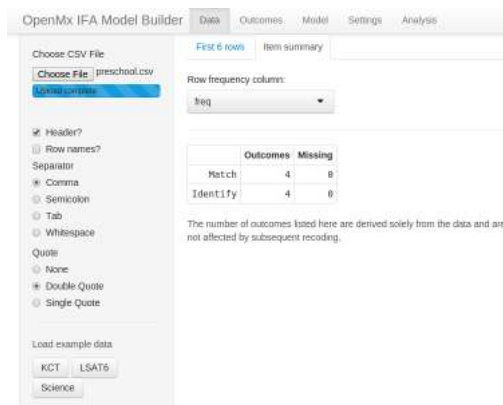 OpenMx IFA Model Builder Data Outcomes Model Settings Analysis
Choose CSV File
Choose File preschool.csv
Upload complete
Header?
Row names?
Separator
Comma
Semicolon
Tab
Whitespace
Quote
None
Double Quote
Single Quote
Load example data
KCT LSAT6
Science
First 6 rows Item summary
Row frequency column:
freq
Outcomes Missing
Match 4 0
Identify 4 0
The number of outcomes listed here are derived solely from the data and are
not affected by subsequent recoding.